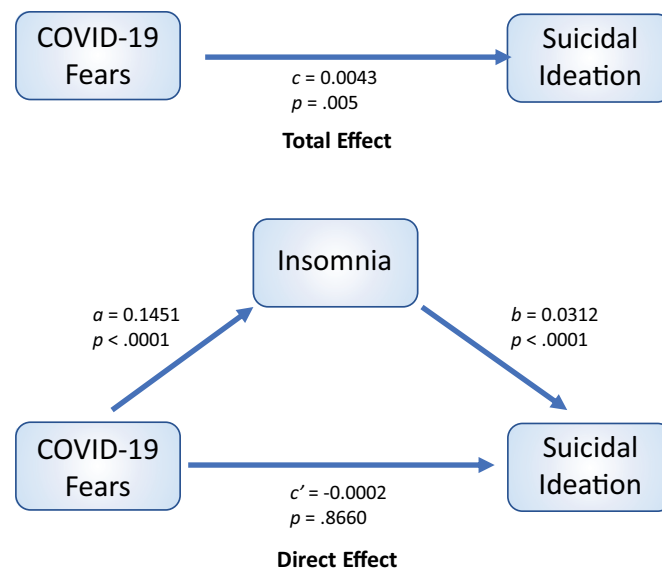 COVID-19
Fears
Suicidal
Ideation
c = 0.0043
p = .005
Total Effect
Insomnia
a = 0.1451
p < .0001
b = 0.0312
p < .0001
COVID-19
Fears
Suicidal
Ideation
c’ = -0.0002
p = .8660
Direct Effect